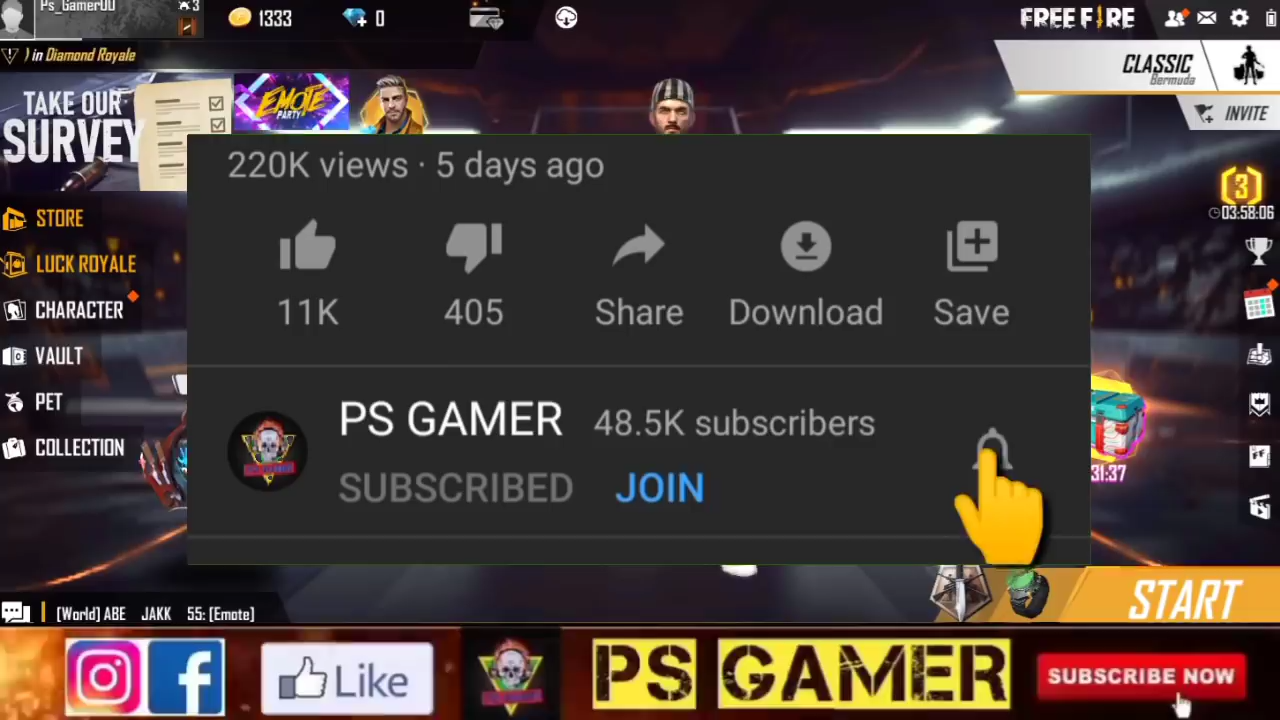 Ps_Gamer00
3
1333
0
FREE FIRE
) in Diamond Royale
CLASSIC
Bermuda
TAKE OUR
SURVEY
EMOTE
PARTY
INVITE
220K views · 5 days ago
3
03:58:06
STORE
LUCK ROYALE
CHARACTER
VAULT
PET
COLLECTION
11K
405
Share
Download
Save
PS GAMER 48.5K subscribers
SUBSCRIBED JOIN
31:37
START
[World] ABE JAKK 55: [Emote]
Like
PS GAMER
SUBSCRIBE NOW